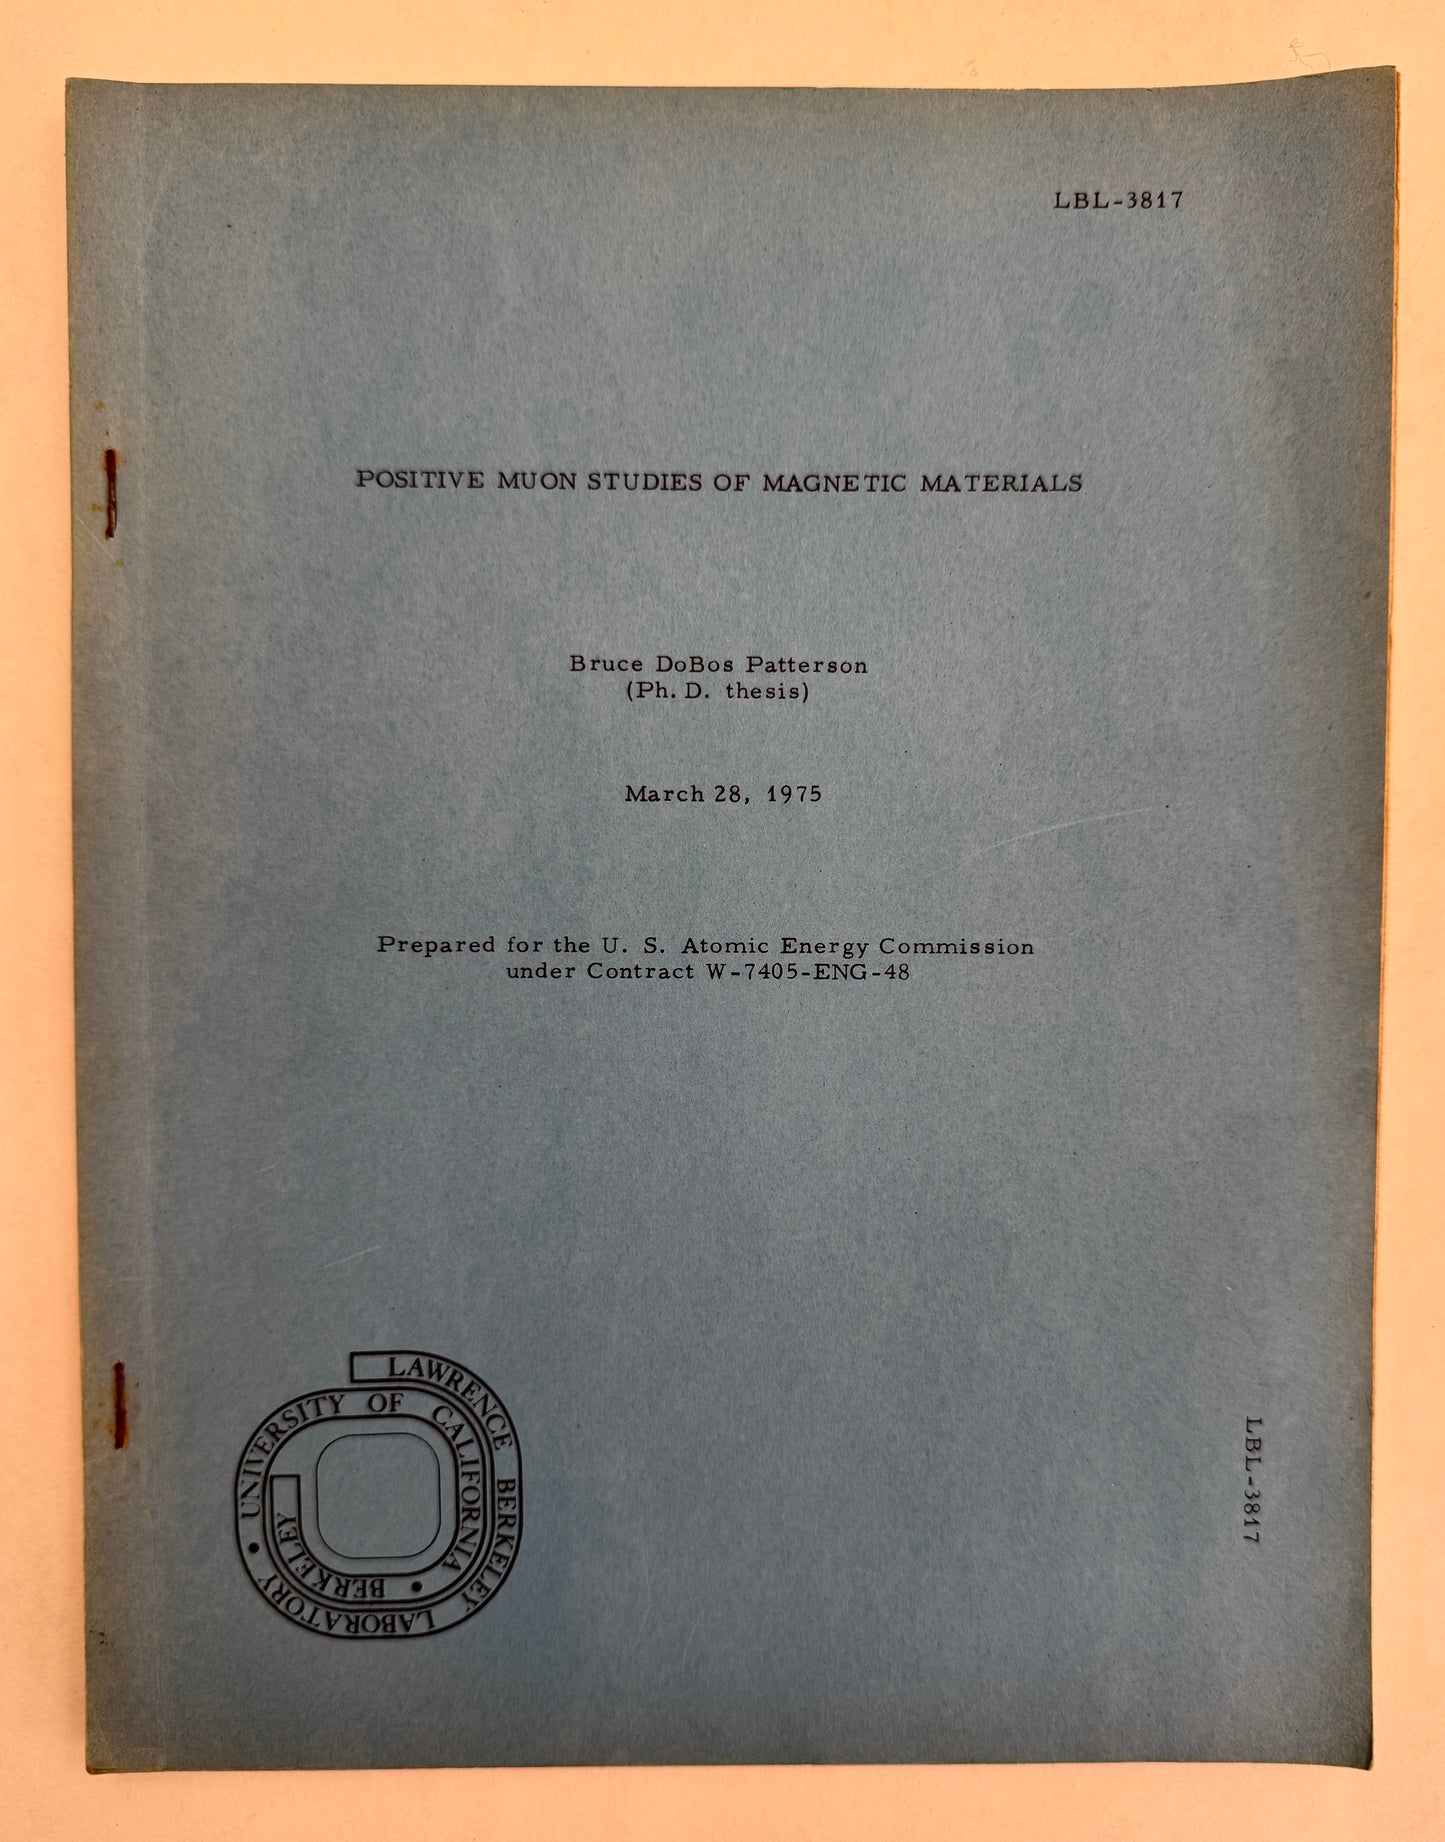 LBL-3817
POSITIVE MUON STUDIES OF MAGNETIC MATERIALS
Bruce DoBos Patterson
(Ph. D. thesis)
March 28, 1975
Prepared for the U. S. Atomic Energy Commission
under Contract W-7405-ENG-48
LAWRENCE BERKELEY LABORATORY • UNIVERSITY OF CALIFORNIA • BERKELEY
LBL-3817